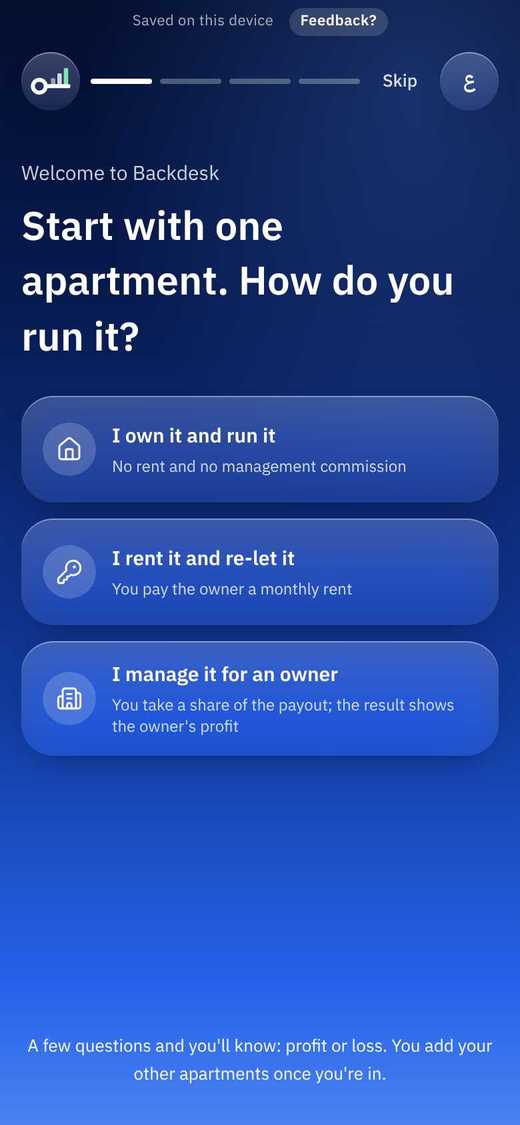 Saved on this device Feedback?
Skip ع
Welcome to Backdesk
Start with one
apartment. How do you
run it?
I own it and run it
No rent and no management commission
I rent it and re-let it
You pay the owner a monthly rent
I manage it for an owner
You take a share of the payout; the result shows
the owner's profit
A few questions and you'll know: profit or loss. You add your
other apartments once you're in.